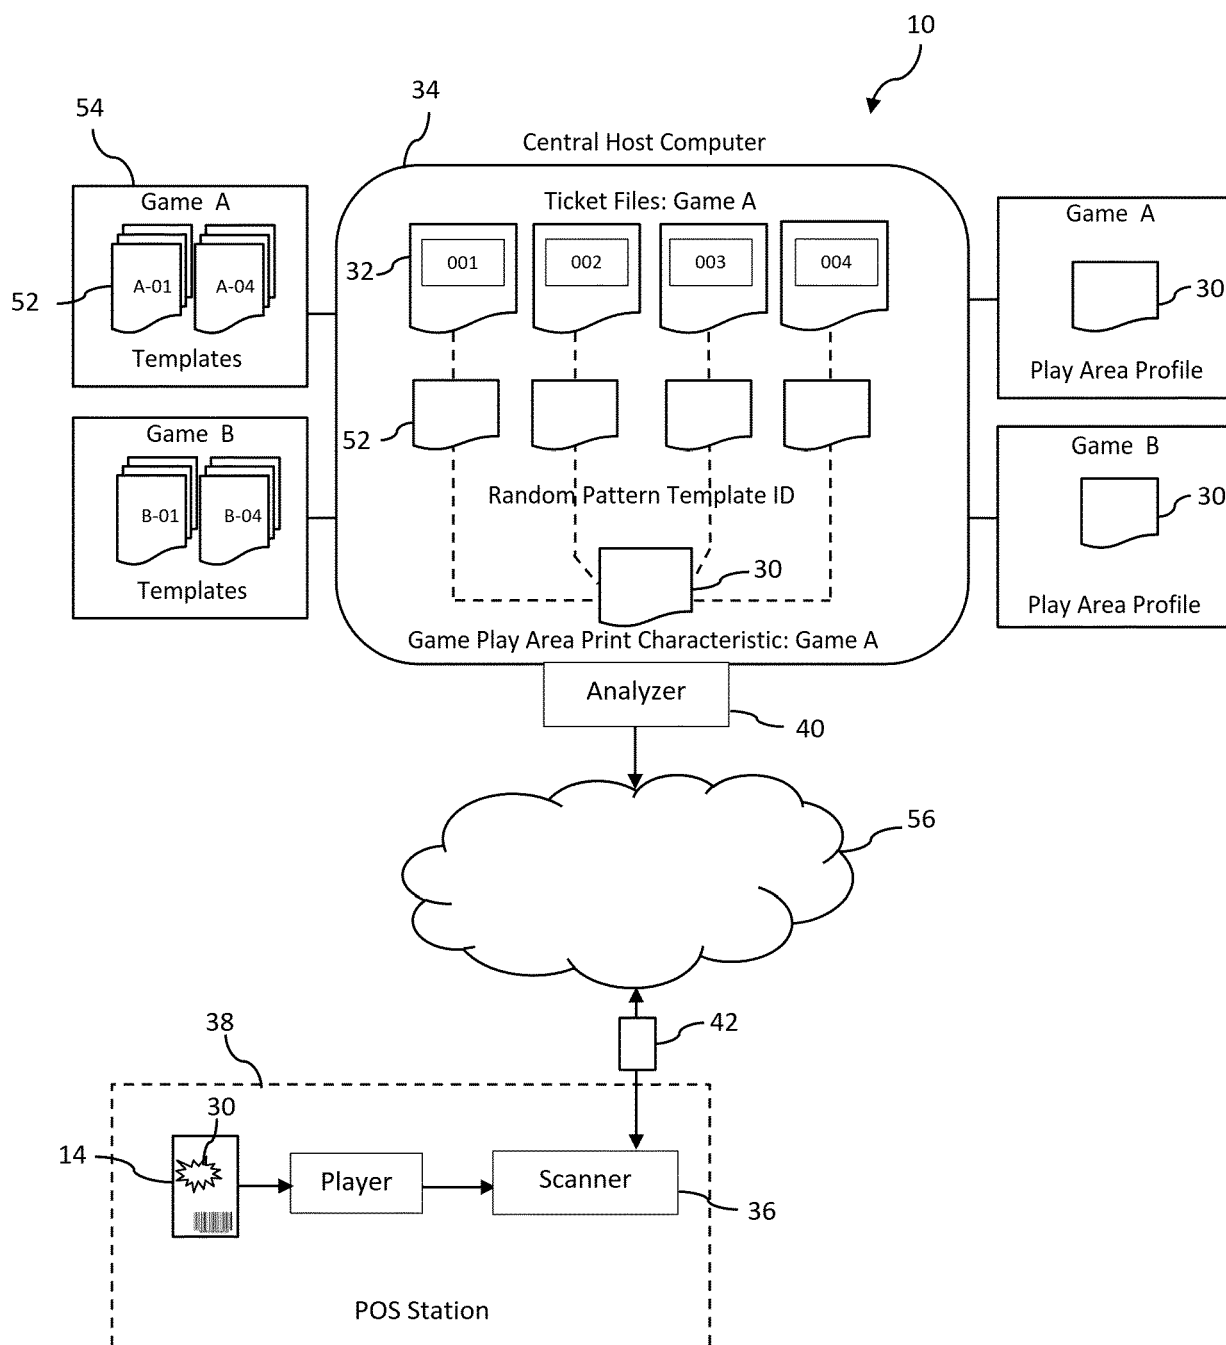 10
54
34
Central Host Computer
Game A
Ticket Files: Game A
Game A
32
001
002
003
004
52
A-01
A-04
30
Templates
Play Area Profile
52
Game B
Game B
B-01
B-04
Random Pattern Template ID
30
30
Templates
Play Area Profile
Game Play Area Print Characteristic: Game A
Analyzer
40
56
42
38
30
14
Player
Scanner
36
POS Station